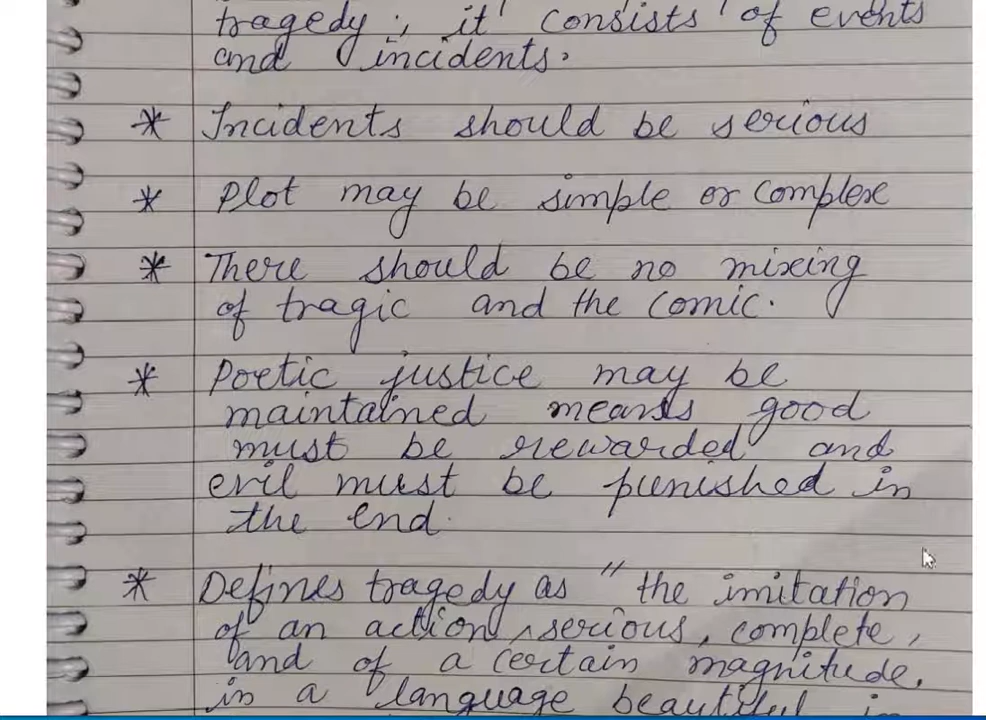 tragedy ; it consists of events
and incidents.
* Incidents should be serious
* Plot may be simple or complex
* There should be no mixing
of tragic and the comic.
* Poetic justice may be
maintained means good
must be rewarded and
evil must be punished in
the end.
* Defines tragedy as " the imitation
of an action, serious, complete,
and of a certain magnitude,
in a language beautiful in